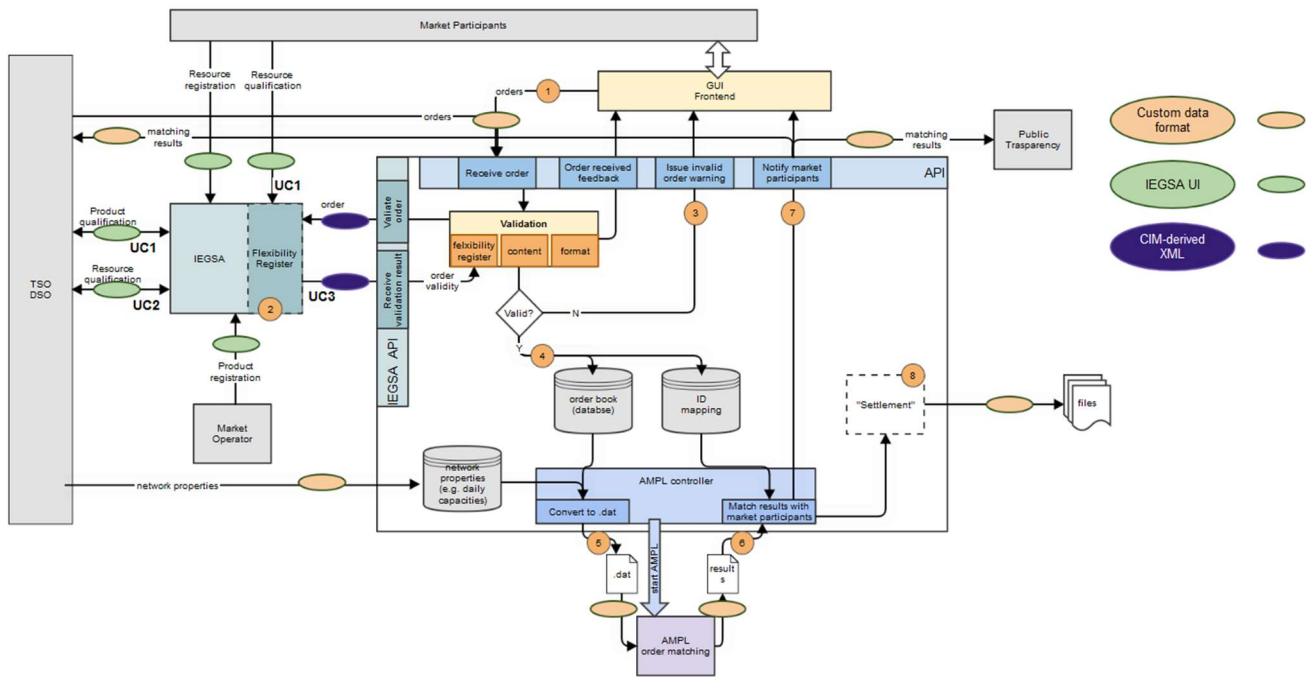 Market Participants
Resource
registration
Resource
qualification
GUI
Frontend
orders
1
orders
matching
results
matching
results
Public
Trasparency
Custom data
format
IEGSA UI
CIM-derived
XML
TSO
DSO
UC1
API
Receive order
Order received
feedback
Issue invalid
order warning
Notify market
participants
Product
qualification
UC1
Resource
qualification
UC2
IEGSA
Flexibility
Register
2
order
UC3
Valiate
order
Receive
validation result
IEGSA API
order
validity
Validation
felxibility
register
content
format
3
7
Valid?
N
Y
4
Product
registration
Market
Operator
order book
(databse)
ID
mapping
8
"Settlement"
files
network properties
network
properties
(e.g. daily
capacities)
AMPL controller
Convert to .dat
Match results with
market participants
5
6
.dat
start AMPL
result
s
AMPL
order matching